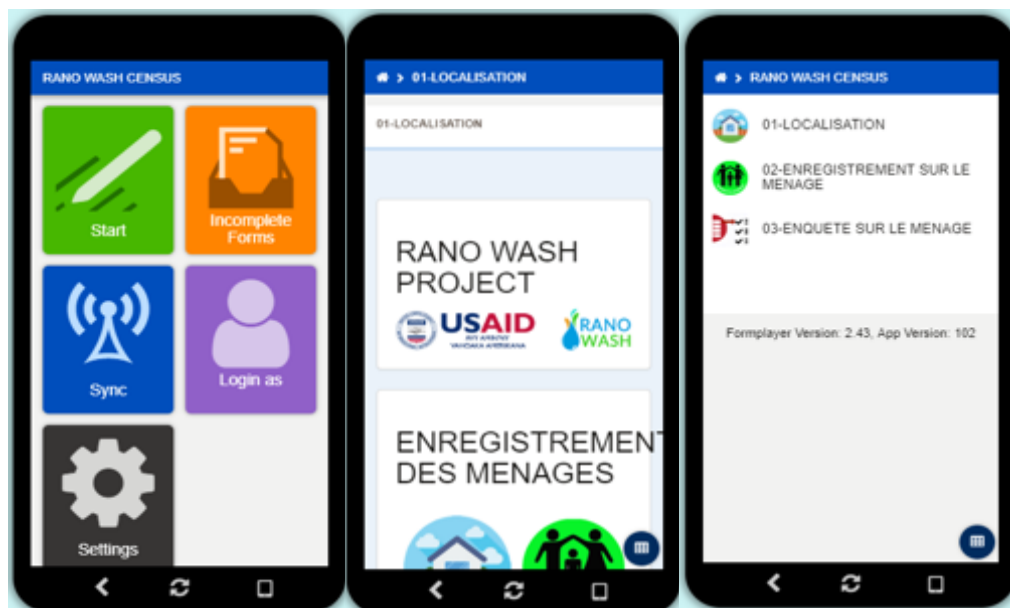 RANO WASH CENSUS
Start
Incomplete
Forms
Sync
Login as
Settings
> 01-LOCALISATION
01-LOCALISATION
RANO WASH
PROJECT
USAID
RANO
WASH
ENREGISTREMENT
DES MENAGES
> RANO WASH CENSUS
01-LOCALISATION
02-ENREGISTREMENT SUR LE
MENAGE
03-ENQUETE SUR LE MENAGE
Formplayer Version: 2.43, App Version: 102